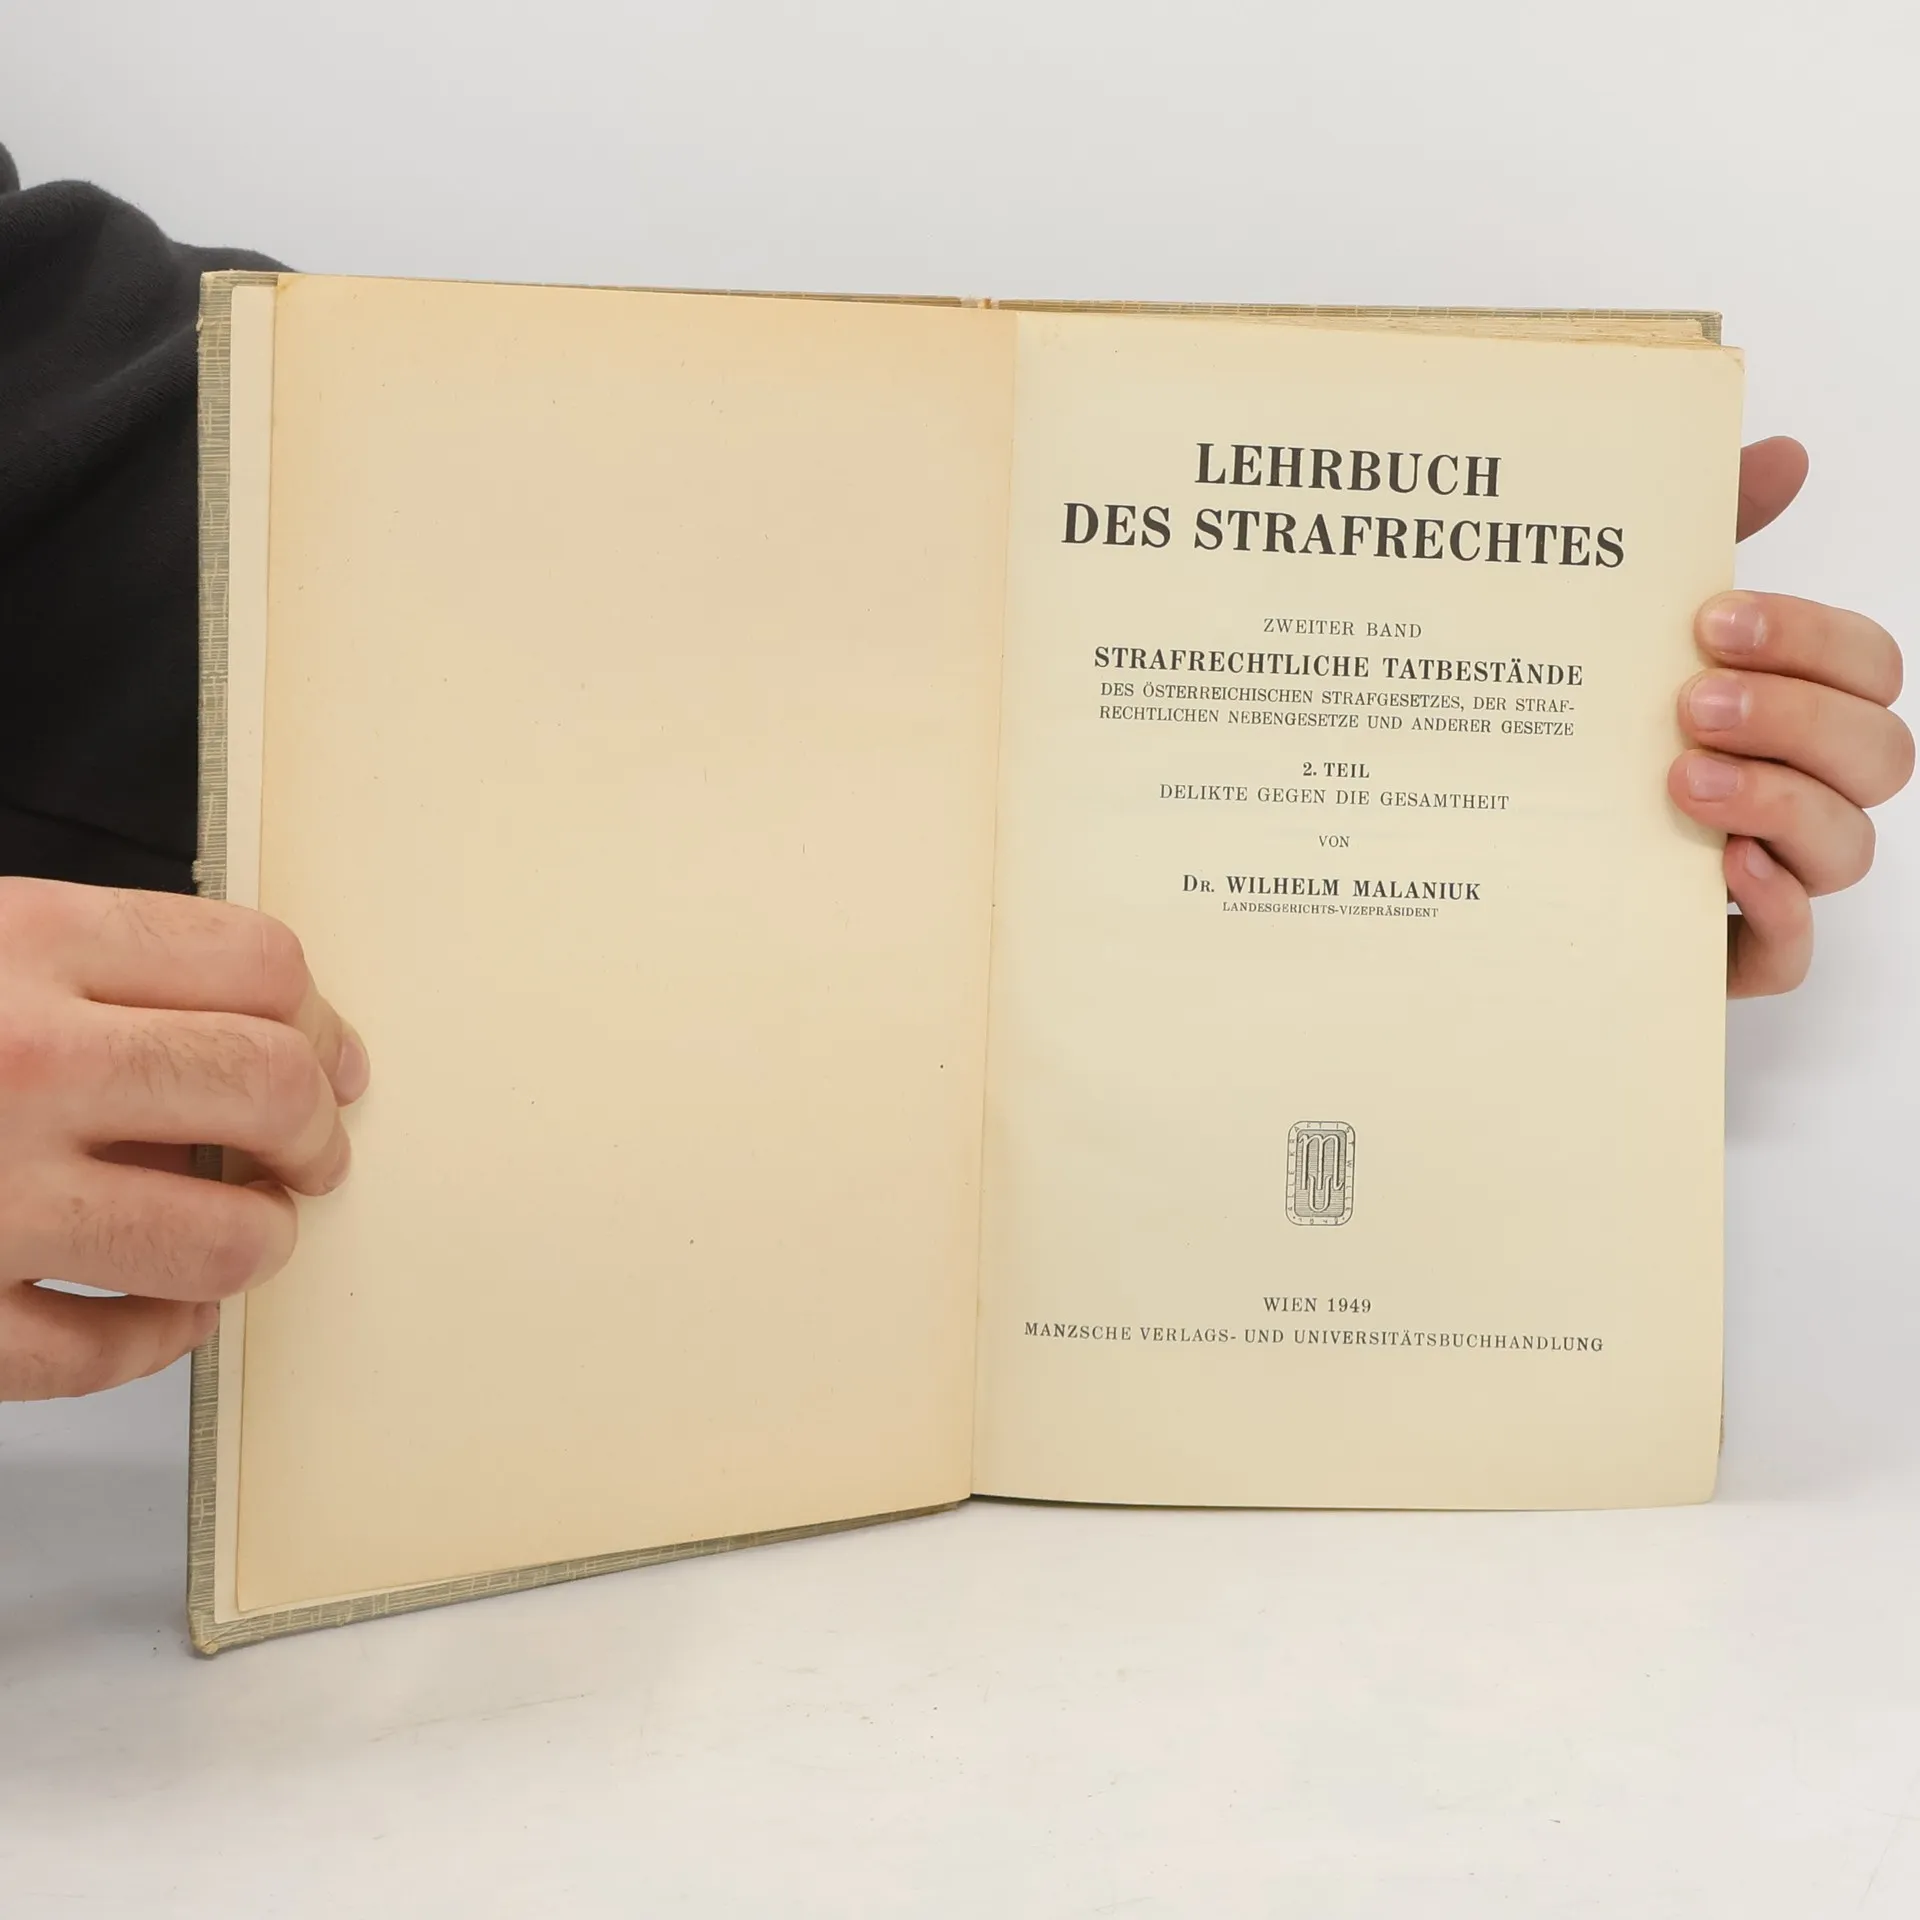 LEHRBUCH
DES STRAFRECHTES
ZWEITER BAND
STRAFRECHTLICHE TATBESTÄNDE
DES ÖSTERREICHISCHEN STRAFGESETZES, DER STRAF-
RECHTLICHEN NEBENGESETZE UND ANDERER GESETZE
2. TEIL
DELIKTE GEGEN DIE GESAMTHEIT
VON
DR. WILHELM MALANIUK
LANDESGERICHTS-VIZEPRÄSIDENT
WIEN 1949
MANZSCHE VERLAGS- UND UNIVERSITÄTSBUCHHANDLUNG